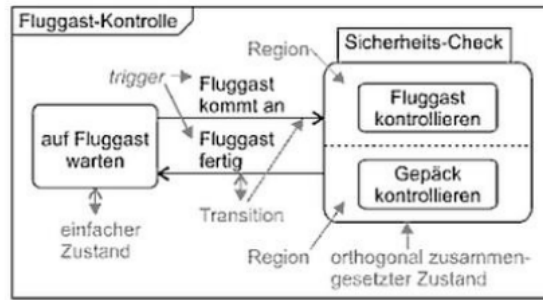 Fluggast-Kontrolle
Region
Sicherheits-Check
trigger
Fluggast
kommt an
Fluggast
kontrollieren
auf Fluggast
warten
Fluggast
fertig
Gepäck
kontrollieren
Transition
einfacher
Zustand
Region
orthogonal zusammen-
gesetzter Zustand